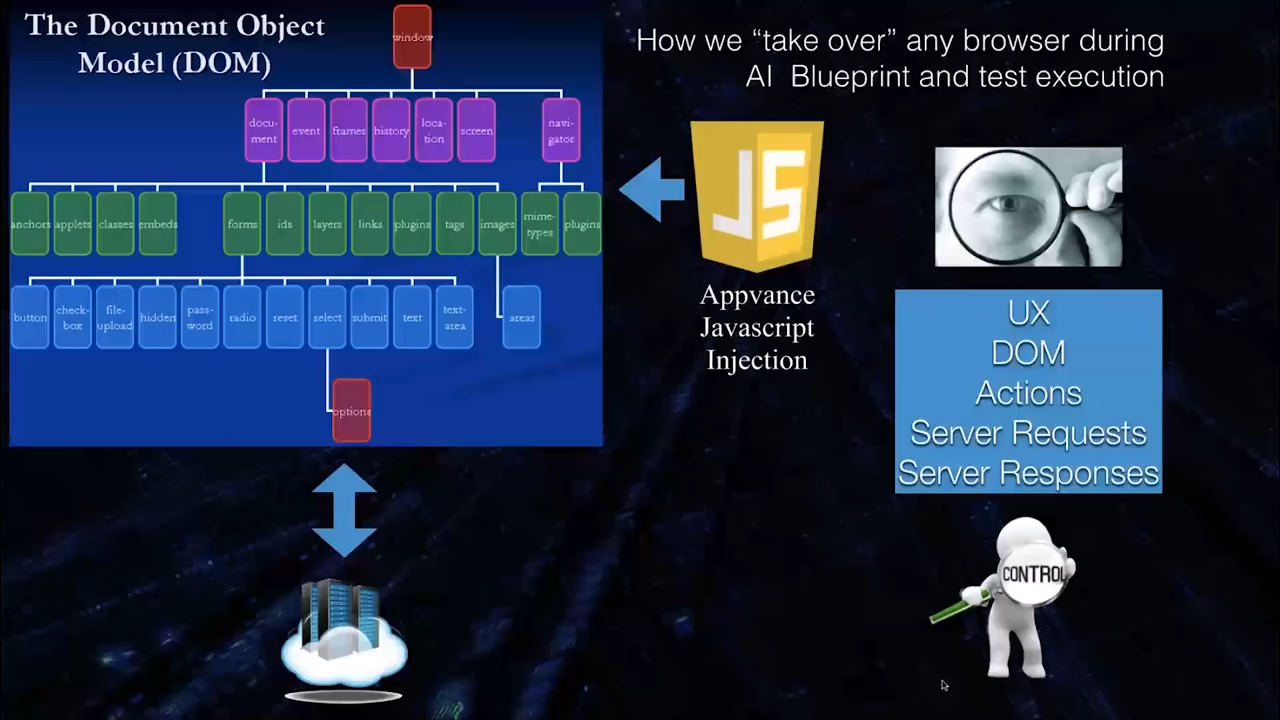 The Document Object
Model (DOM)
window
docu-
ment
event
frames
history
loca-
tion
screen
navi-
gator
anchors
applets
classes
embeds
forms
ids
layers
links
plugins
tags
images
mime-
types
plugins
button
check-
box
file-
upload
hidden
pass-
word
radio
reset
select
submit
text
text-
area
areas
options
How we “take over” any browser during
AI Blueprint and test execution
JS
Appvance
Javascript
Injection
UX
DOM
Actions
Server Requests
Server Responses
CONTROL